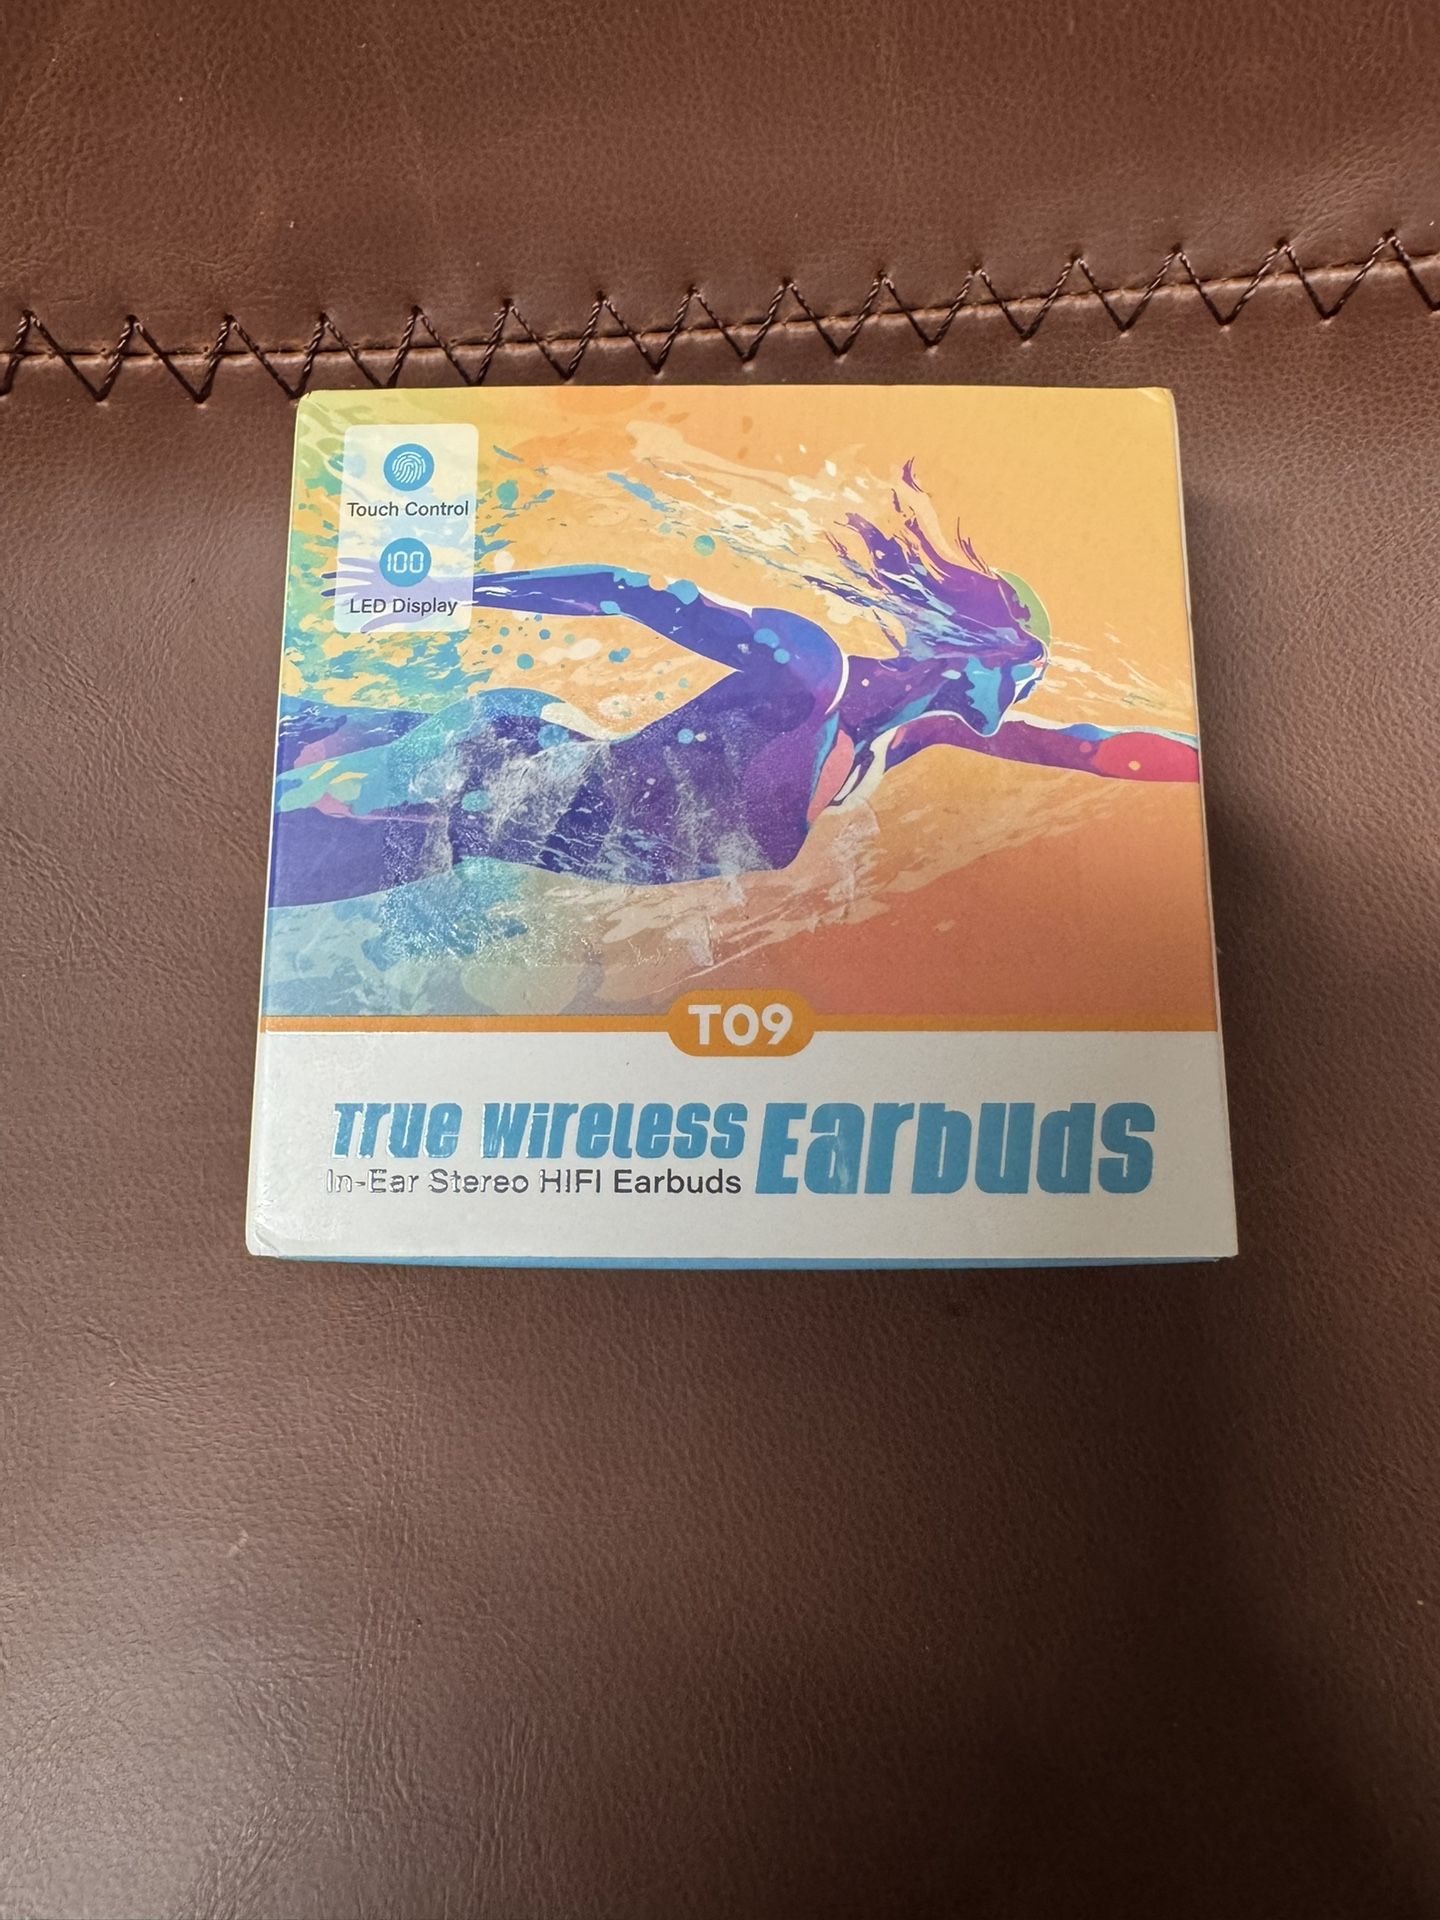 Touch Control
100
LED Display
T09
True Wireless Earbuds
In-Ear Stereo HIFI Earbuds